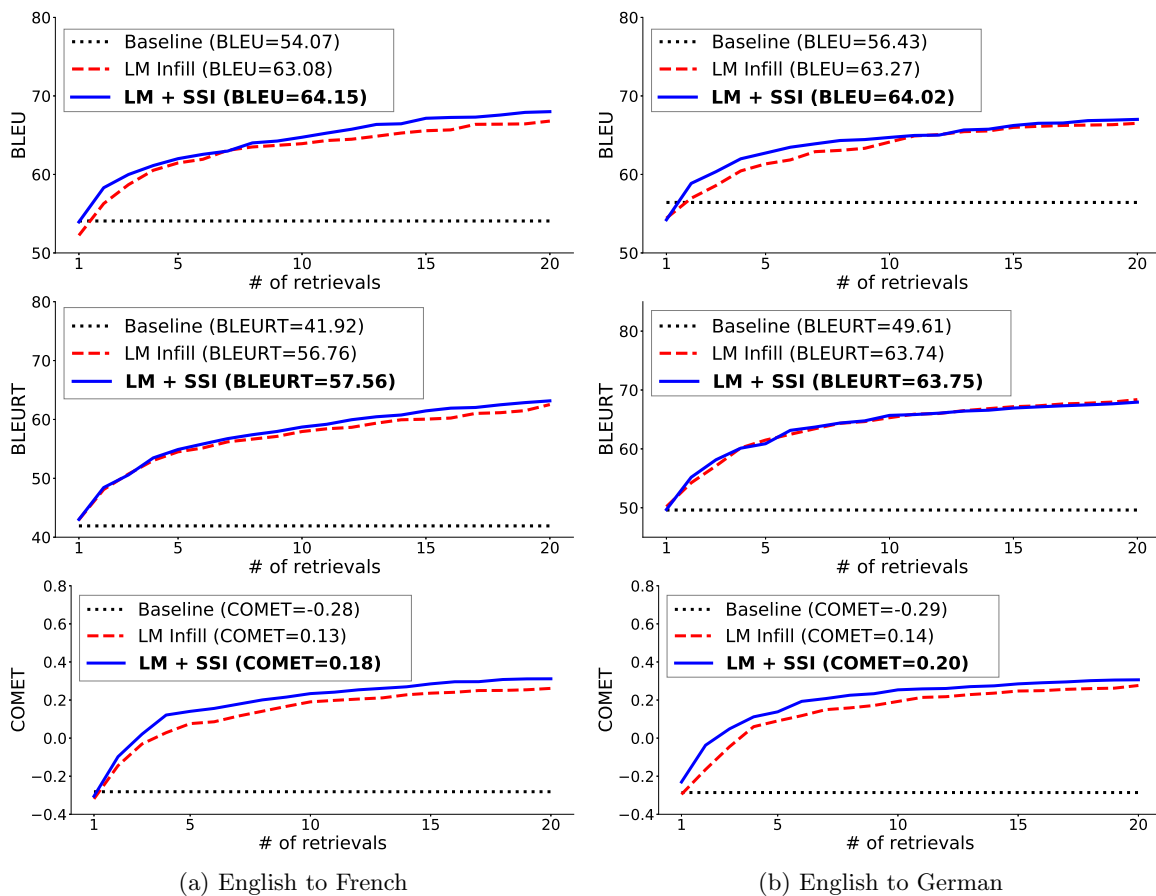 80
70
60
50
BLEU
Baseline (BLEU=54.07)
LM Infill (BLEU=63.08)
LM + SSI (BLEU=64.15)
1 5 10 15 20
# of retrievals
80
70
60
50
BLEU
Baseline (BLEU=56.43)
LM Infill (BLEU=63.27)
LM + SSI (BLEU=64.02)
1 5 10 15 20
# of retrievals
80
70
60
50
40
BLEURT
Baseline (BLEURT=41.92)
LM Infill (BLEURT=56.76)
LM + SSI (BLEURT=57.56)
1 5 10 15 20
# of retrievals
80
70
60
50
BLEURT
Baseline (BLEURT=49.61)
LM Infill (BLEURT=63.74)
LM + SSI (BLEURT=63.75)
1 5 10 15 20
# of retrievals
0.8
0.6
0.4
0.2
0.0
−0.2
−0.4
COMET
Baseline (COMET=-0.28)
LM Infill (COMET=0.13)
LM + SSI (COMET=0.18)
1 5 10 15 20
# of retrievals
0.8
0.6
0.4
0.2
0.0
−0.2
−0.4
COMET
Baseline (COMET=-0.29)
LM Infill (COMET=0.14)
LM + SSI (COMET=0.20)
1 5 10 15 20
# of retrievals
(a) English to French
(b) English to German